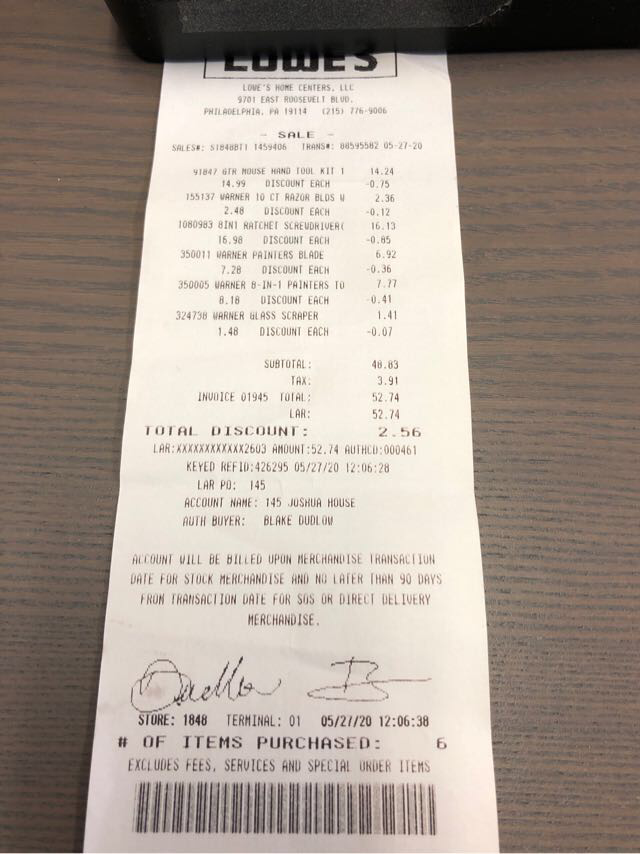 LOWE'S
LOWE'S HOME CENTERS, LLC
9701 EAST ROOSEVELT BLVD.
PHILADELPHIA, PA 19114 (215) 776-9006
- SALE -
SALES#: S1848BT1 1459406 TRANS#: 88595582 05-27-20
91847 GTR MOUSE HAND TOOL KIT 1 14.24
14.99 DISCOUNT EACH -0.75
155137 WARNER 10 CT RAZOR BLDS W 2.36
2.48 DISCOUNT EACH -0.12
1080983 8IN1 RATCHET SCREWDRIVER( 16.13
16.98 DISCOUNT EACH -0.85
350011 WARNER PAINTERS BLADE 6.92
7.28 DISCOUNT EACH -0.36
350005 WARNER 8-IN-1 PAINTERS TO 7.77
8.18 DISCOUNT EACH -0.41
324738 WARNER GLASS SCRAPER 1.41
1.48 DISCOUNT EACH -0.07
SUBTOTAL: 48.83
TAX: 3.91
INVOICE 01945 TOTAL: 52.74
LAR: 52.74
TOTAL DISCOUNT: 2.56
LAR:XXXXXXXXXXXX2603 AMOUNT:52.74 AUTHCD:000461
KEYED REFID:426295 05/27/20 12:06:28
LAR PO: 145
ACCOUNT NAME: 145 JOSHUA HOUSE
AUTH BUYER: BLAKE DUDLOW
ACCOUNT WILL BE BILLED UPON MERCHANDISE TRANSACTION
DATE FOR STOCK MERCHANDISE AND NO LATER THAN 90 DAYS
FROM TRANSACTION DATE FOR SOS OR DIRECT DELIVERY
MERCHANDISE.
STORE: 1848 TERMINAL: 01 05/27/20 12:06:38
# OF ITEMS PURCHASED: 6
EXCLUDES FEES, SERVICES AND SPECIAL ORDER ITEMS